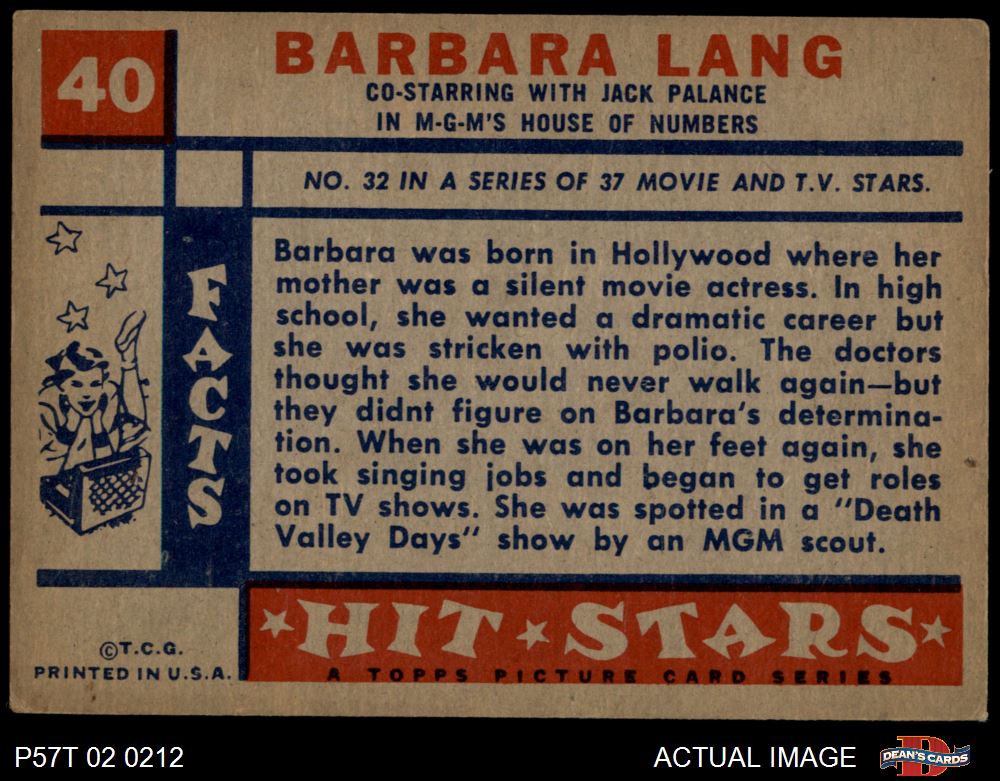 40
BARBARA LANG
CO-STARRING WITH JACK PALANCE
IN M-G-M'S HOUSE OF NUMBERS
NO. 32 IN A SERIES OF 37 MOVIE AND T.V. STARS.
FACTS
Barbara was born in Hollywood where her
mother was a silent movie actress. In high
school, she wanted a dramatic career but
she was stricken with polio. The doctors
thought she would never walk again—but
they didnt figure on Barbara's determina-
tion. When she was on her feet again, she
took singing jobs and began to get roles
on TV shows. She was spotted in a "Death
Valley Days" show by an MGM scout.
HIT STARS
A TOPPS PICTURE CARD SERIES
©T.C.G.
PRINTED IN U.S.A.
P57T 02 0212
ACTUAL IMAGE
D
DEAN'S CARDS